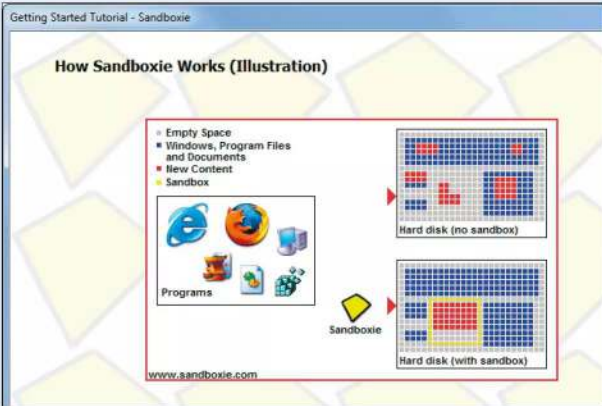 Getting Started Tutorial - Sandboxie
How Sandboxie Works (Illustration)
Empty Space
Windows, Program Files
and Documents
New Content
Sandbox
Programs
Hard disk (no sandbox)
Sandboxie
Hard disk (with sandbox)
www.sandboxie.com